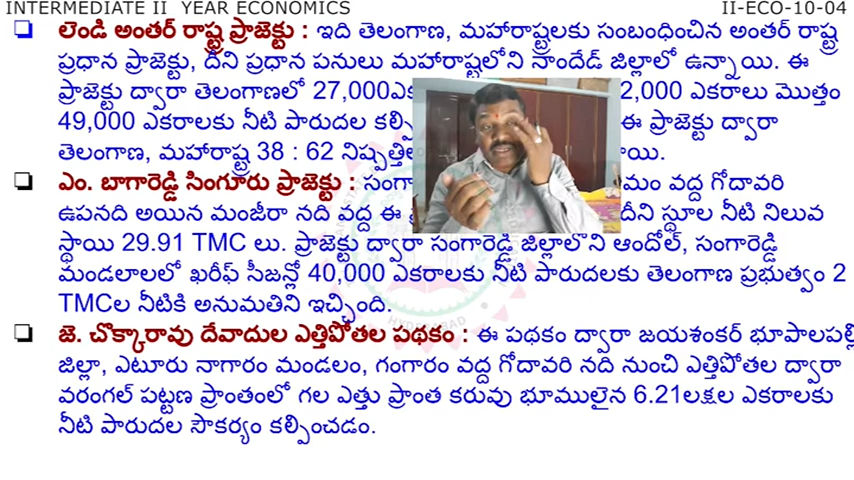 INTERMEDIATE II YEAR ECONOMICS II-ECO-10-04
లెండి అంతర్ రాష్ట్ర ప్రాజెక్టు : ఇది తెలంగాణ, మహారాష్ట్రలకు సంబంధించిన అంతర్ రాష్ట్ర
ప్రధాన ప్రాజెక్టు, దీని ప్రధాన పనులు మహారాష్ట్రలోని నాందేడ్ జిల్లాలో ఉన్నాయి. ఈ
ప్రాజెక్టు ద్వారా తెలంగాణలో 27,000ఎక 2,000 ఎకరాలు మొత్తం
49,000 ఎకరాలకు నీటి పారుదల కల్పి ఈ ప్రాజెక్టు ద్వారా
తెలంగాణ, మహారాష్ట్ర 38 : 62 నిష్పత్తిల ాయి.
ఎం. బాగారెడ్డి సింగూరు ప్రాజెక్టు : సంగా మం వద్ద గోదావరి
ఉపనది అయిన మంజీరా నది వద్ద ఈ దీని స్థూల నీటి నిలువ
స్థాయి 29.91 TMC లు. ప్రాజెక్టు ద్వారా సంగారెడ్డి జిల్లాలోని ఆందోల్, సంగారెడ్డి
మండలాలలో ఖరీఫ్ సీజన్లో 40,000 ఎకరాలకు నీటి పారుదలకు తెలంగాణ ప్రభుత్వం 2
TMCల నీటికి అనుమతిని ఇచ్చింది.
జె. చొక్కారావు దేవాదుల ఎత్తిపోతల పథకం : ఈ పథకం ద్వారా జయశంకర్ భూపాలపల్లి
జిల్లా, ఎటూరు నాగారం మండలం, గంగారం వద్ద గోదావరి నది నుంచి ఎత్తిపోతల ద్వారా
వరంగల్ పట్టణ ప్రాంతంలో గల ఎత్తు ప్రాంత కరువు భూములైన 6.21లక్షల ఎకరాలకు
నీటి పారుదల సౌకర్యం కల్పించడం.